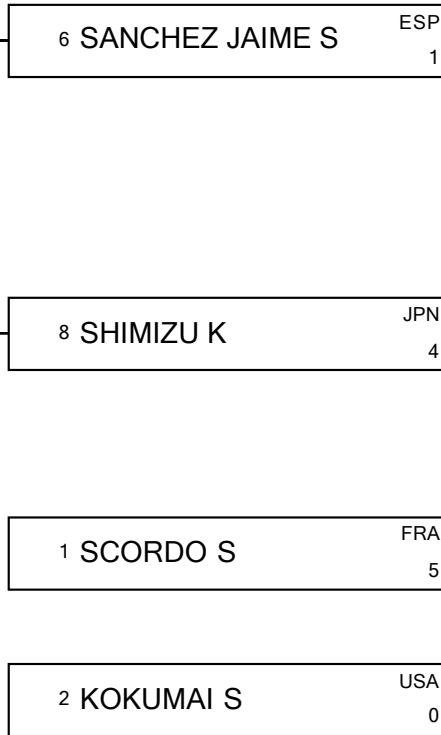 6 SANCHEZ JAIME S ESP
1
8 SHIMIZU K JPN
4
1 SCORDO S FRA
5
2 KOKUMAI S USA
0